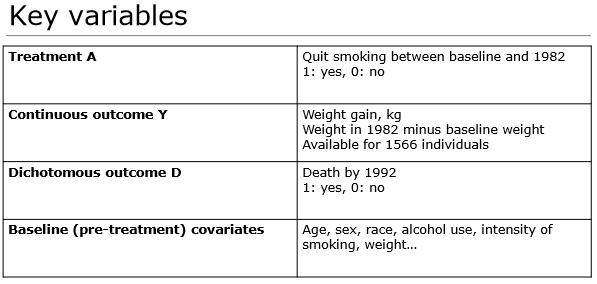 Key variables
Treatment A
Quit smoking between baseline and 1982
1: yes, 0: no
Continuous outcome Y
Weight gain, kg
Weight in 1982 minus baseline weight
Available for 1566 individuals
Dichotomous outcome D
Death by 1992
1: yes, 0: no
Baseline (pre-treatment) covariates
Age, sex, race, alcohol use, intensity of
smoking, weight…